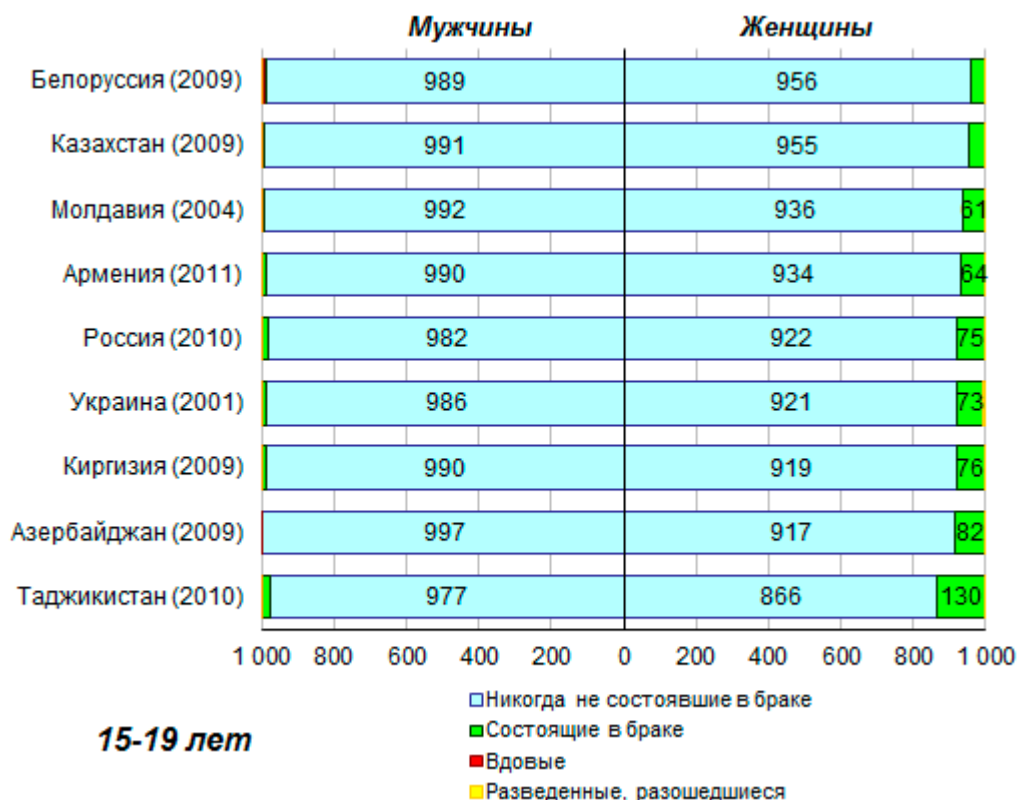 Мужчины Женщины
Белоруссия (2009) 989 956
Казахстан (2009) 991 955
Молдавия (2004) 992 936 61
Армения (2011) 990 934 64
Россия (2010) 982 922 75
Украина (2001) 986 921 73
Киргизия (2009) 990 919 76
Азербайджан (2009) 997 917 82
Таджикистан (2010) 977 866 130
1 000 800 600 400 200 0 200 400 600 800 1 000
Никогда не состоявшие в браке
Состоящие в браке
15-19 лет
Вдовые
Разведенные, разошедшиеся